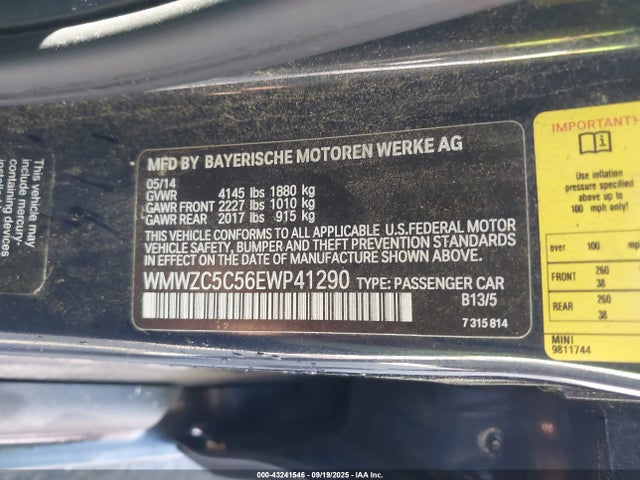 This vehicle may
include mercury-
containing devices
MFD BY BAYERISCHE MOTOREN WERKE AG
05/14
GVWR 4145 lbs 1880 kg
GAWR FRONT 2227 lbs 1010 kg
GAWR REAR 2017 lbs 915 kg
THIS VEHICLE CONFORMS TO ALL APPLICABLE U.S.FEDERAL MOTOR
VEHICLE SAFETY, BUMPER AND THEFT PREVENTION STANDARDS
IN EFFECT ON THE DATE OF MANUFACTURE SHOWN ABOVE.
WMWZC5C56EWP41290 TYPE: PASSENGER CAR
B13/5
7 315 814
IMPORTANT
Use inflation
pressure specified
for up to
100 mph only!
over 100 mp
FRONT 260
38
REAR 260
38
MINI
9811744
000-43241546 - 09/19/2025 - IAA Inc.